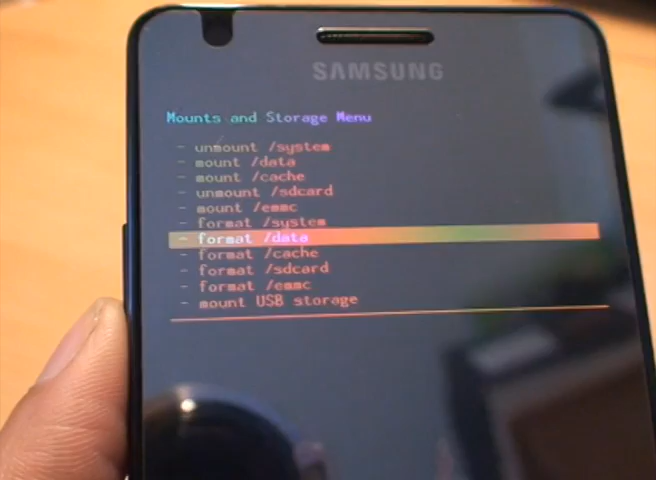 SAMSUNG
Mounts and Storage Menu
- unmount /system
- mount /data
- mount /cache
- unmount /sdcard
- mount /emmc
- format /system
- format /data
- format /cache
- format /sdcard
- format /emmc
- mount USB storage